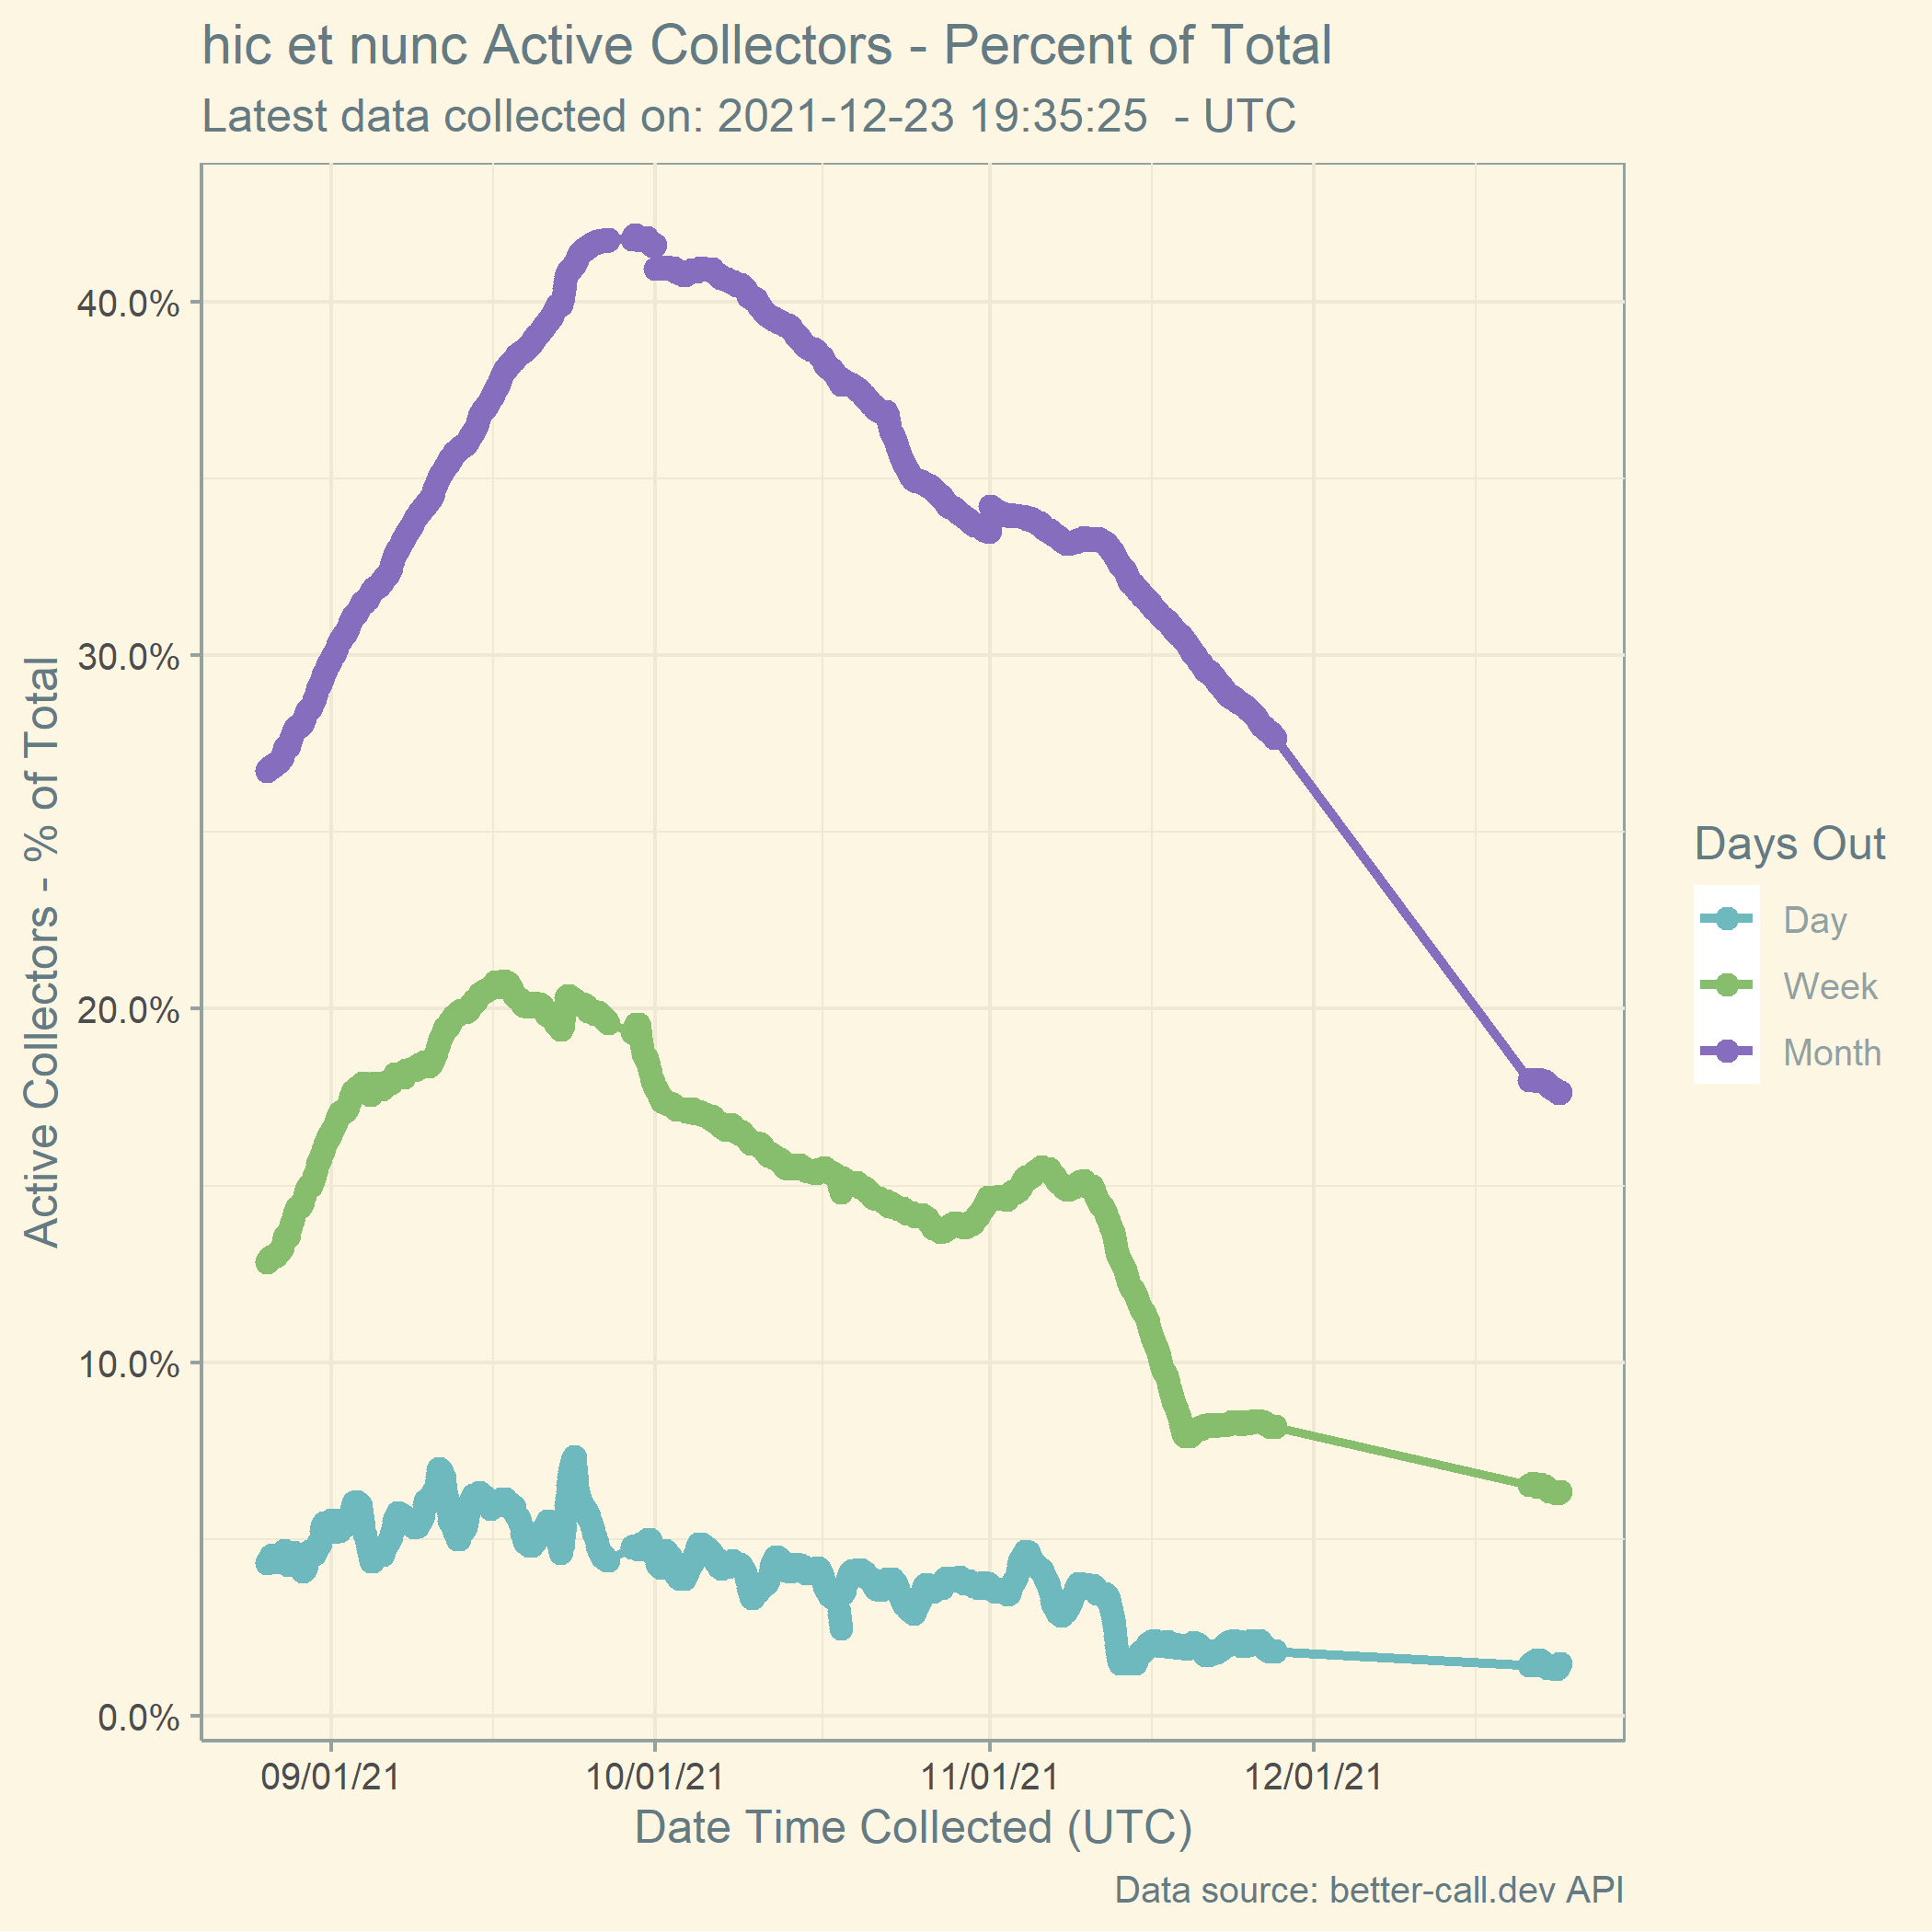 hic et nunc Active Collectors - Percent of Total
Latest data collected on: 2021-12-23 19:35:25  - UTC
Active Collectors - % of Total
40.0%
30.0%
20.0%
10.0%
0.0%
09/01/21
10/01/21
11/01/21
12/01/21
Date Time Collected (UTC)
Days Out
Day
Week
Month
Data source: better-call.dev API